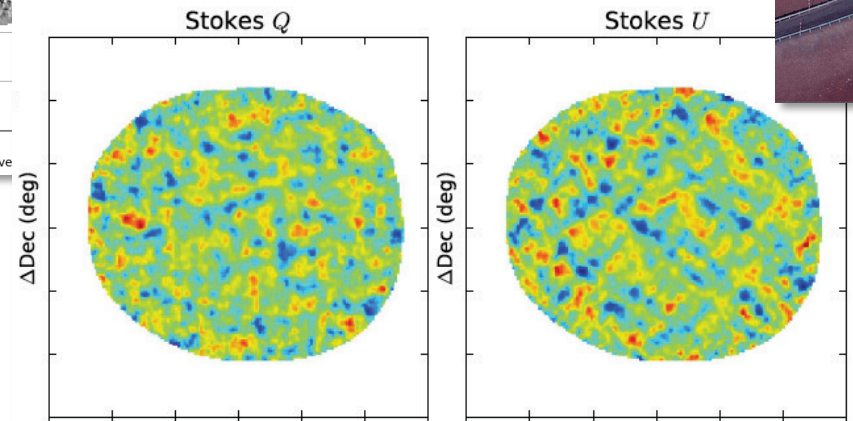 Stokes Q
Stokes U
ΔDec (deg)
ΔDec (deg)
ve